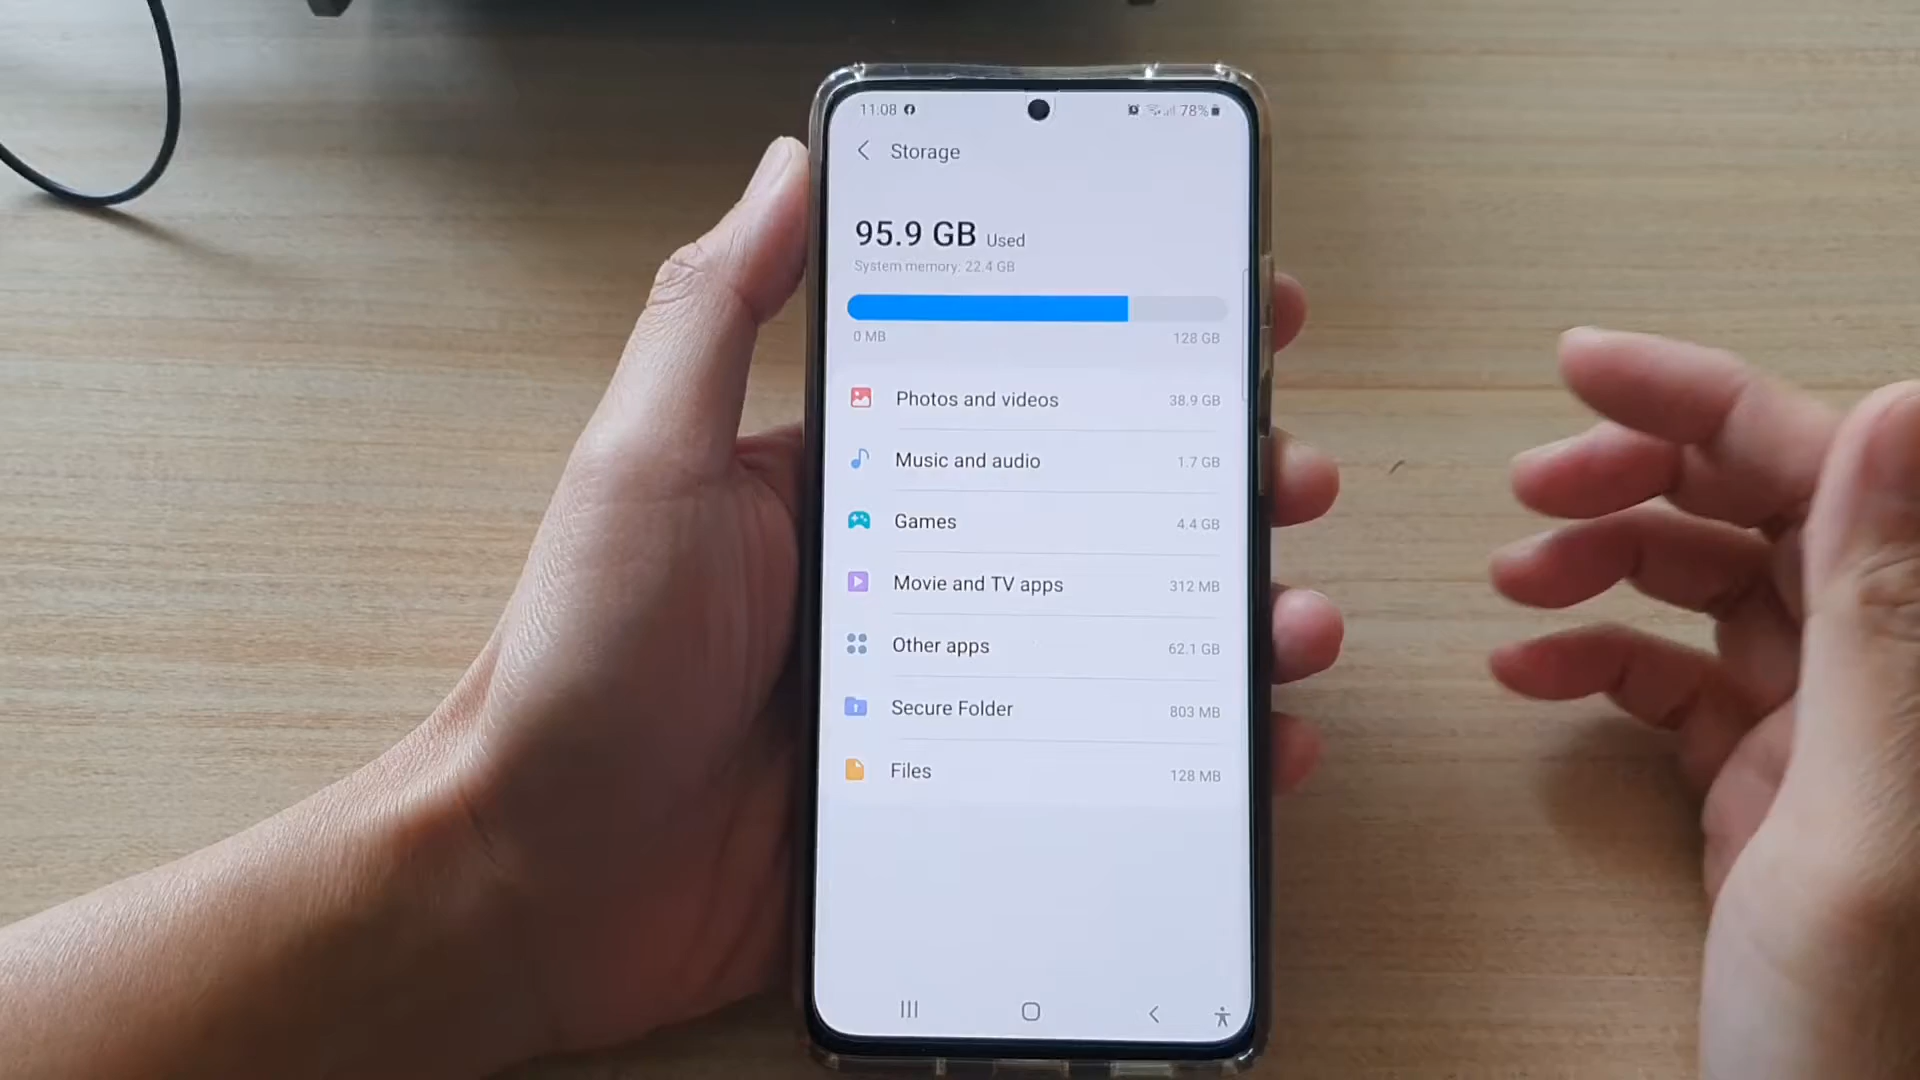 11:08 78%
Storage
95.9 GB Used
System memory: 22.4 GB
0 MB 128 GB
Photos and videos 38.9 GB
Music and audio 1.7 GB
Games 4.4 GB
Movie and TV apps 312 MB
Other apps 62.1 GB
Secure Folder 803 MB
Files 128 MB